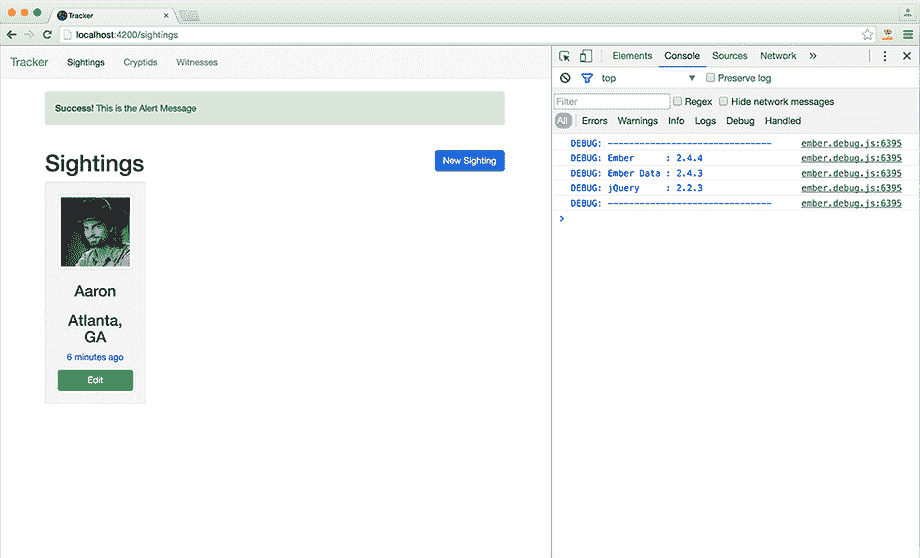 Tracker
localhost:4200/sightings
Tracker Sightings Cryptids Witnesses
Success! This is the Alert Message
Sightings
New Sighting
Aaron
Atlanta,
GA
6 minutes ago
Edit
Elements Console Sources Network »
top Preserve log
Filter Regex Hide network messages
All Errors Warnings Info Logs Debug Handled
DEBUG: ------------------------------- ember.debug.js:6395
DEBUG: Ember : 2.4.4 ember.debug.js:6395
DEBUG: Ember Data : 2.4.3 ember.debug.js:6395
DEBUG: jQuery : 2.2.3 ember.debug.js:6395
DEBUG: ------------------------------- ember.debug.js:6395
>